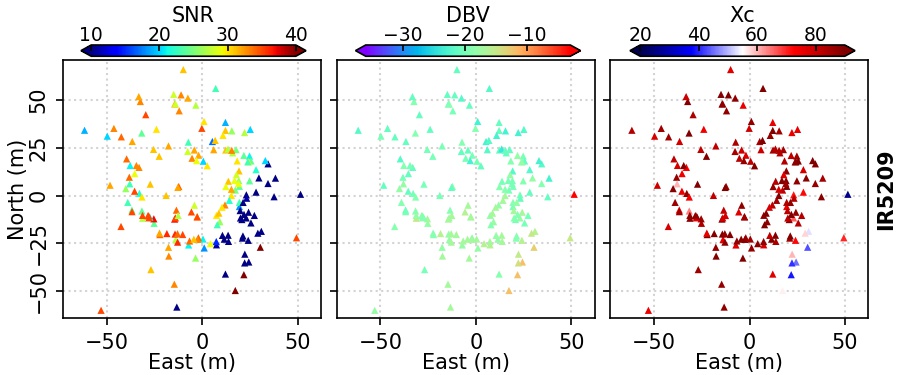 SNR DBV Xc
10 20 30 40 −30 −20 −10 20 40 60 80
50
25
0
−25
−50
North (m)
−50 0 50 −50 0 50 −50 0 50
East (m) East (m) East (m)
IR5209